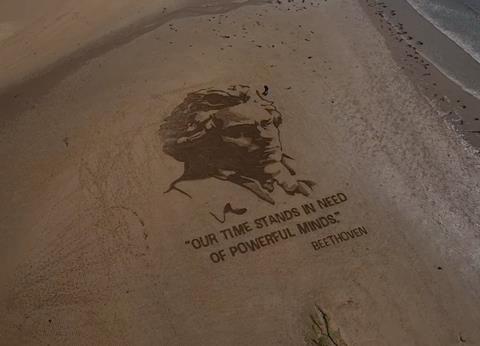 "OUR TIME STANDS IN NEED
OF POWERFUL MINDS."
BEETHOVEN